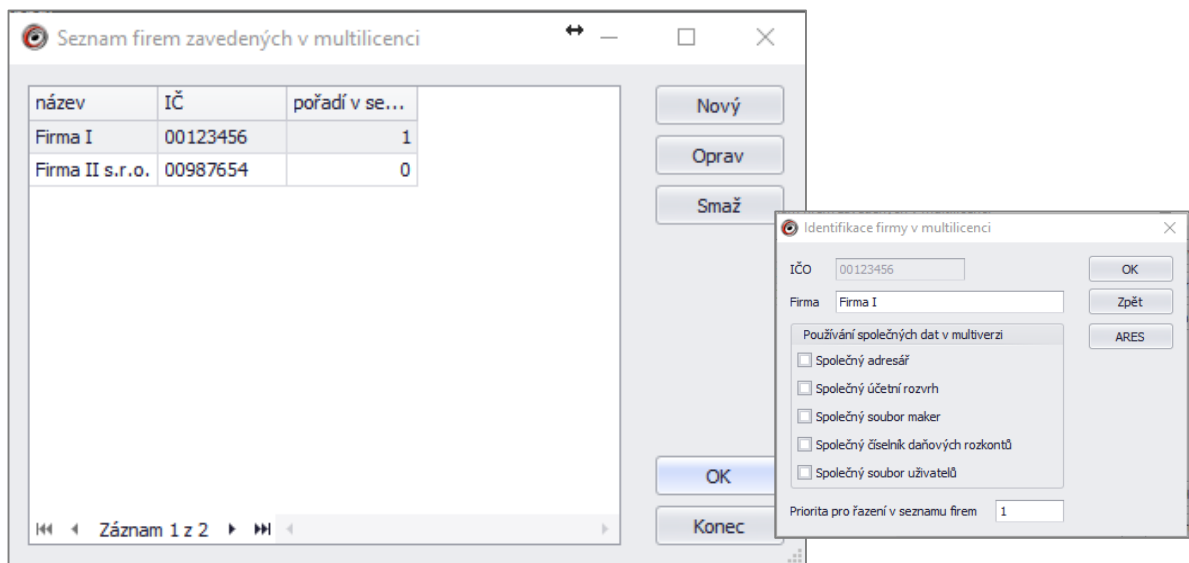 Seznam firem zavedených v multilicenci
název IČ pořadí v se...
Firma I 00123456 1
Firma II s.r.o. 00987654 0
Záznam 1 z 2
Nový
Oprav
Smaž
OK
Konec
Identifikace firmy v multilicenci
IČO 00123456
Firma Firma I
Používání společných dat v multiverzi
Společný adresář
Společný účetní rozvrh
Společný soubor maker
Společný číselník daňových rozkontů
Společný soubor uživatelů
Priorita pro řazení v seznamu firem 1
OK
Zpět
ARES